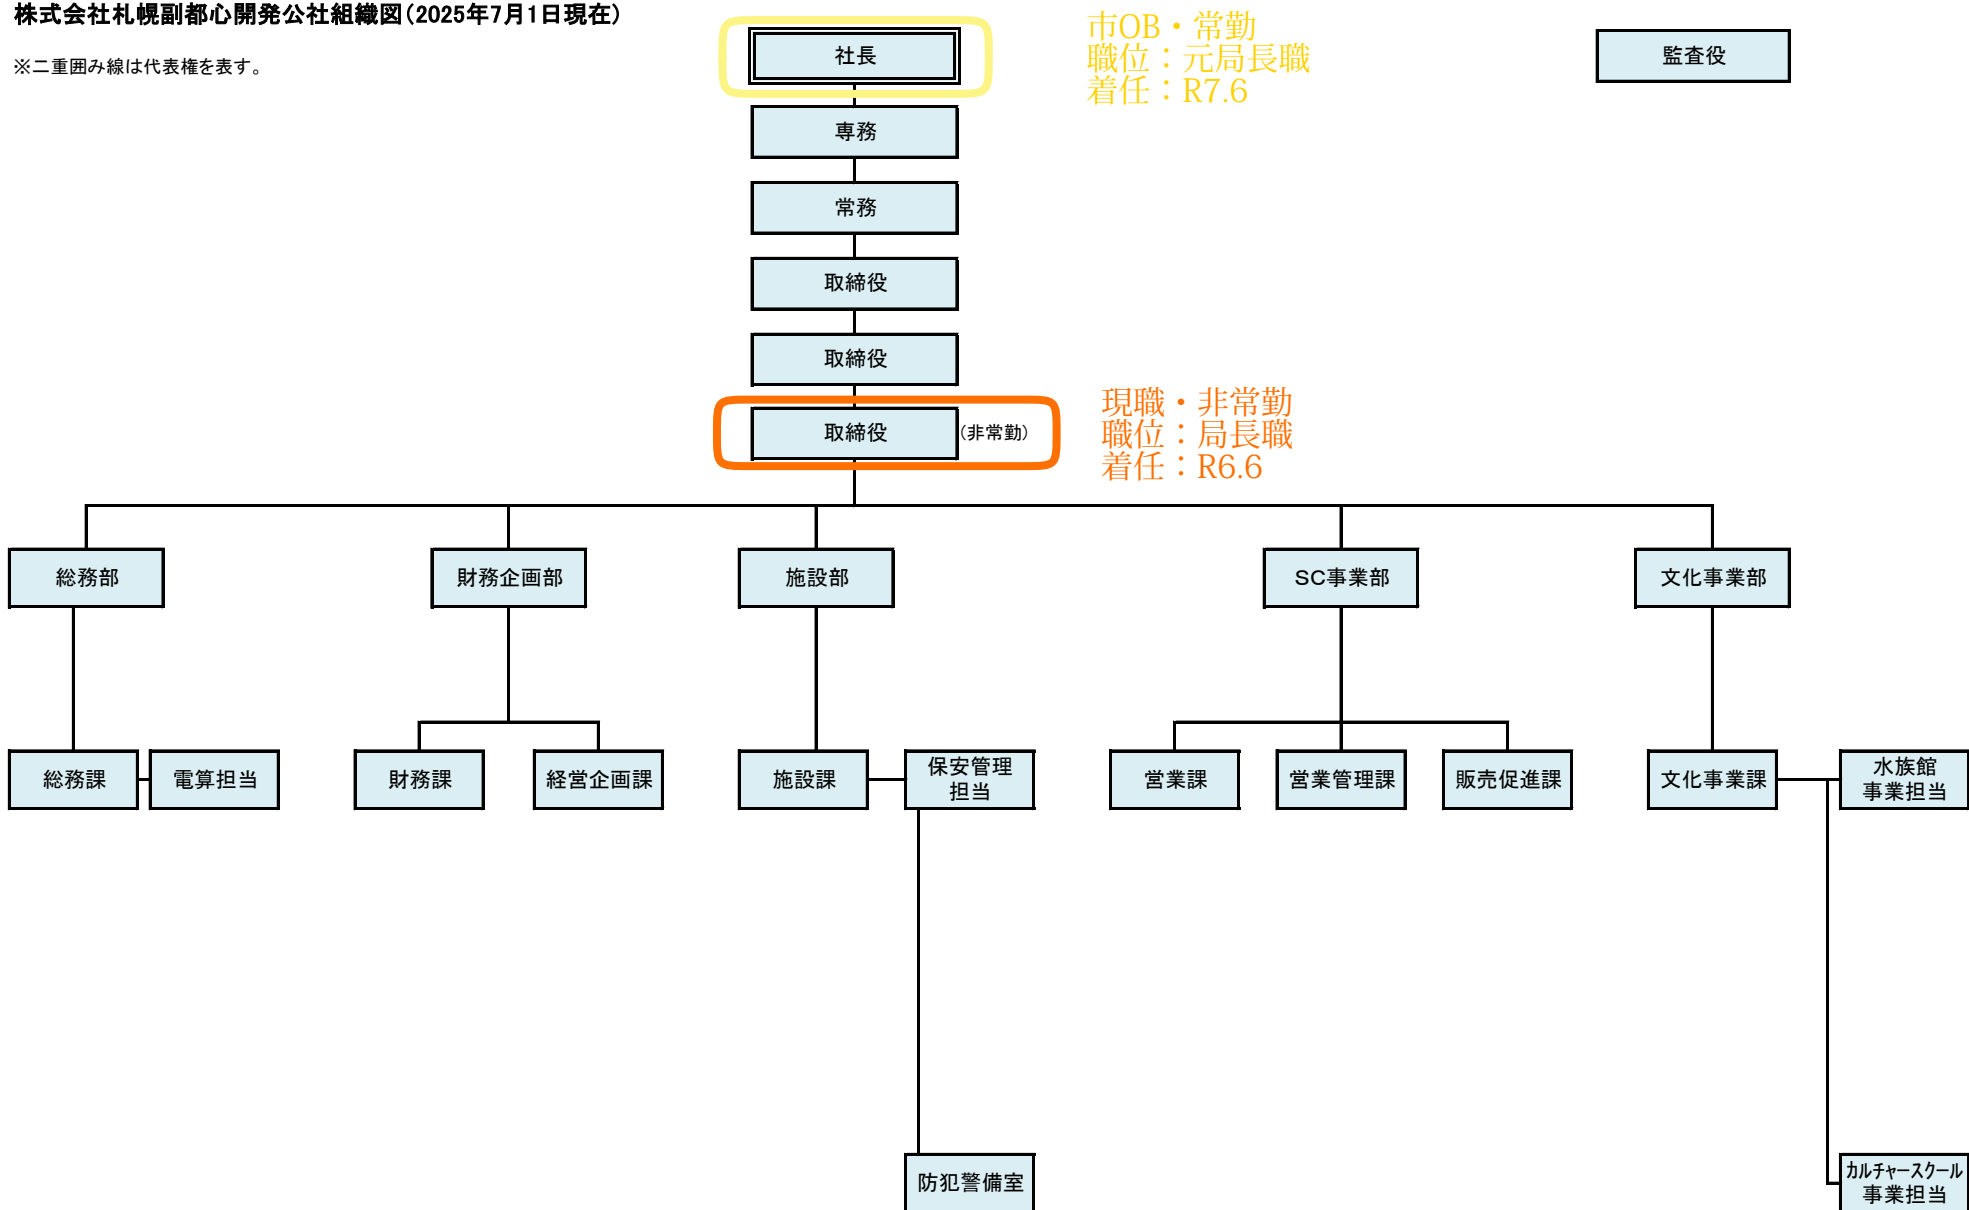 株式会社札幌副都心開発公社組織図(2025年7月1日現在)
※二重囲み線は代表権を表す。
社長
市OB・常勤
職位：元局長職
着任：R7.6
監査役
専務
常務
取締役
取締役
取締役
(非常勤)
現職・非常勤
職位：局長職
着任：R6.6
総務部
財務企画部
施設部
SC事業部
文化事業部
総務課
電算担当
財務課
経営企画課
施設課
保安管理
担当
営業課
営業管理課
販売促進課
文化事業課
水族館
事業担当
防犯警備室
ｶﾙﾁｬｰｽｸｰﾙ
事業担当